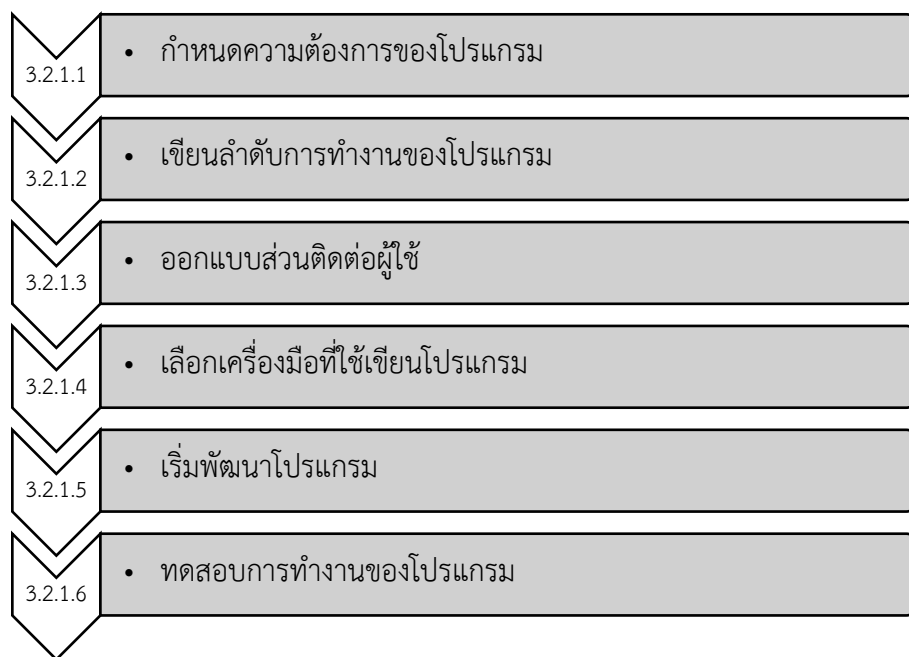 3.2.1.1
• กำหนดความต้องการของโปรแกรม
3.2.1.2
• เขียนลำดับการทำงานของโปรแกรม
3.2.1.3
• ออกแบบส่วนติดต่อผู้ใช้
3.2.1.4
• เลือกเครื่องมือที่ใช้เขียนโปรแกรม
3.2.1.5
• เริ่มพัฒนาโปรแกรม
3.2.1.6
• ทดสอบการทำงานของโปรแกรม